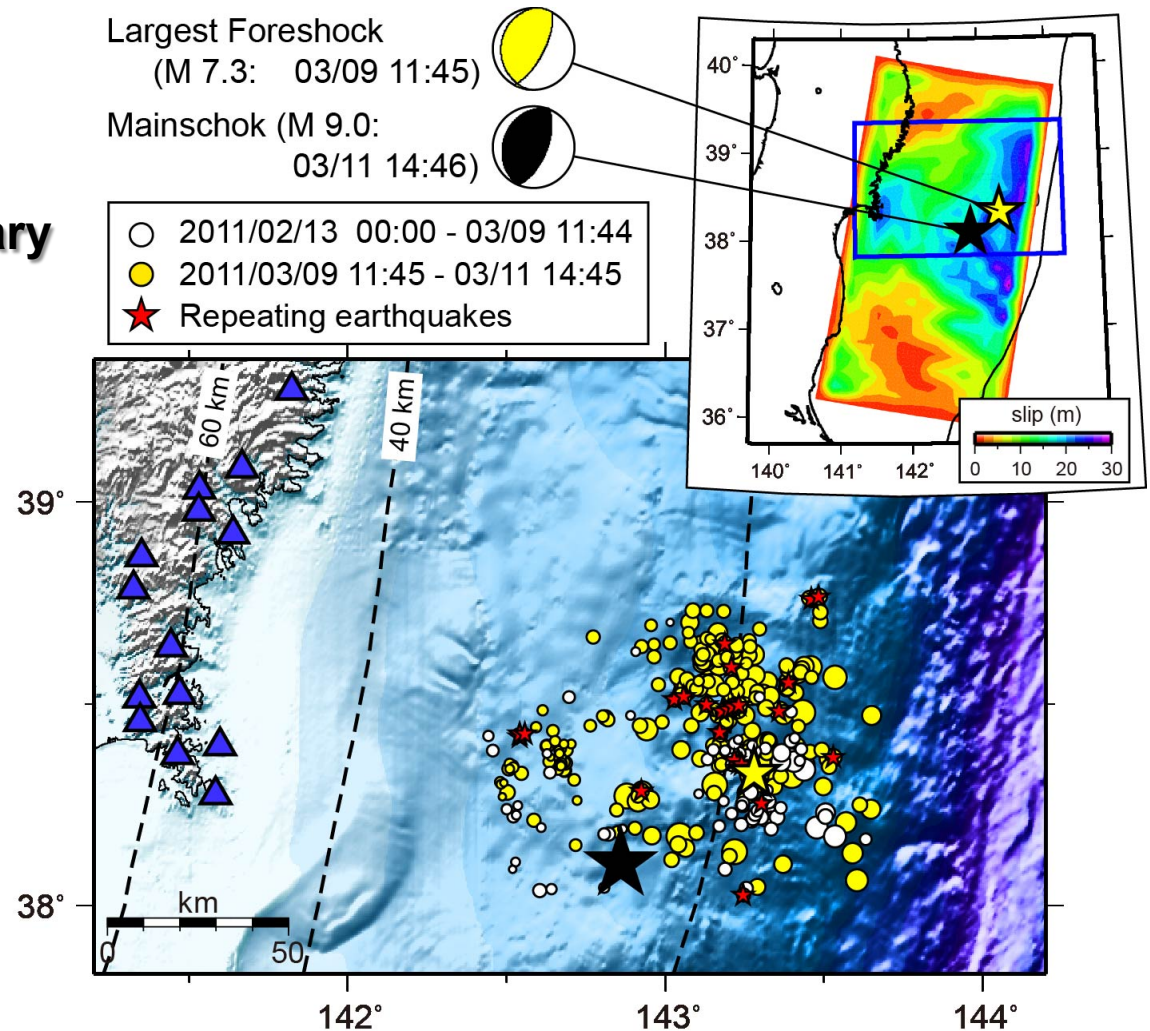 Largest Foreshock
(M 7.3: 03/09 11:45)
Mainschok (M 9.0:
03/11 14:46)
ary
2011/02/13 00:00 - 03/09 11:44
2011/03/09 11:45 - 03/11 14:45
Repeating earthquakes
40˚
39˚
38˚
37˚
36˚
140˚ 141˚ 142˚
slip (m)
0 10 20 30
60 km
40 km
39˚
38˚
km
0 50
142˚ 143˚ 144˚